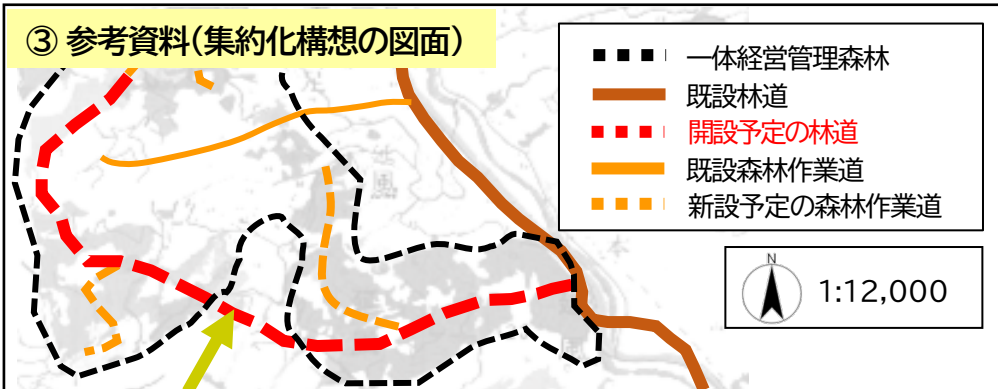 ③ 参考資料(集約化構想の図面)
一体経営管理森林
既設林道
開設予定の林道
既設森林作業道
新設予定の森林作業道
N
1:12,000